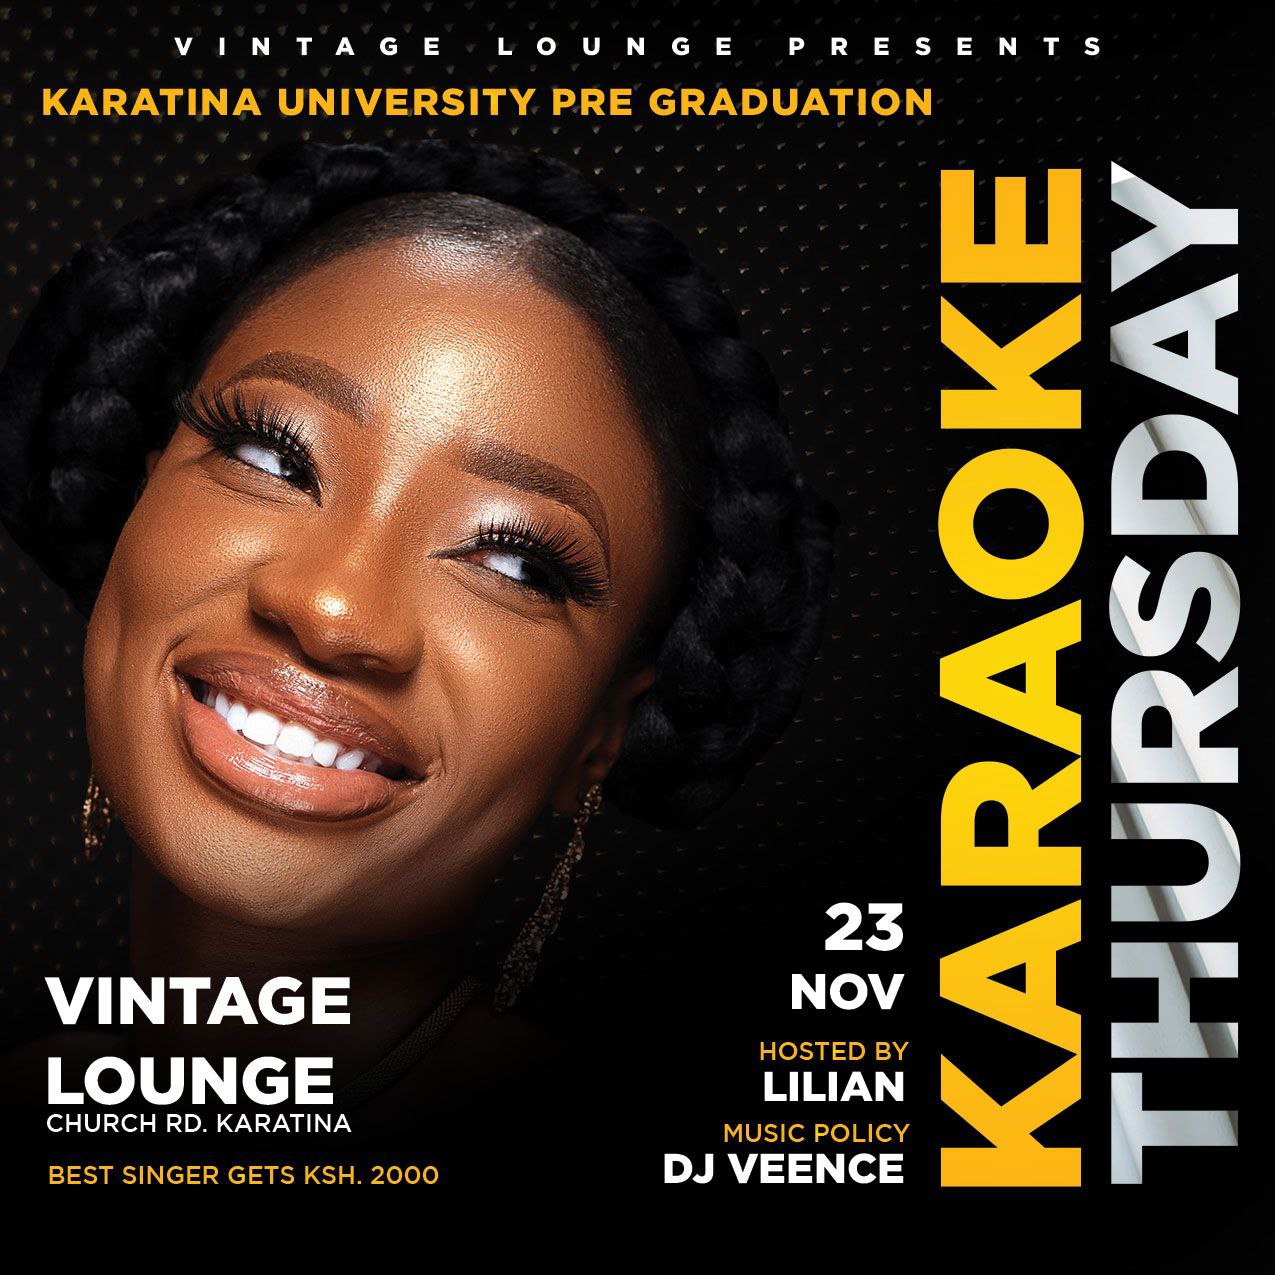 VINTAGE LOUNGE PRESENTS
KARATINA UNIVERSITY PRE GRADUATION
KARAOKE
THURSDAY
23
NOV
HOSTED BY
LILIAN
MUSIC POLICY
DJ VEENCE
VINTAGE
LOUNGE
CHURCH RD. KARATINA
BEST SINGER GETS KSH. 2000